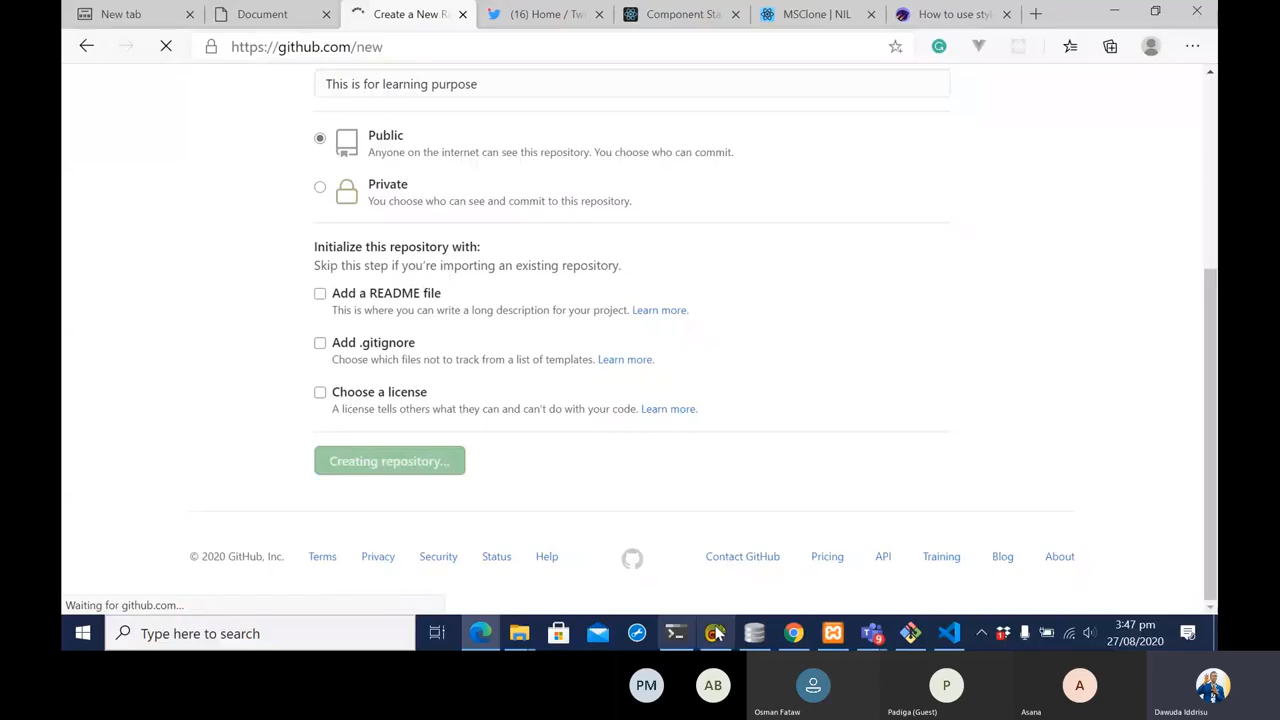 New tab
Document
Create a New R
(16) Home / Tw
Component Sta
MSClone | NIL
How to use styl
https://github.com/new
This is for learning purpose
Public
Anyone on the internet can see this repository. You choose who can commit.
Private
You choose who can see and commit to this repository.
Initialize this repository with:
Skip this step if you're importing an existing repository.
Add a README file
This is where you can write a long description for your project. Learn more.
Add .gitignore
Choose which files not to track from a list of templates. Learn more.
Choose a license
A license tells others what they can and can't do with your code. Learn more.
Creating repository...
© 2020 GitHub, Inc.
Terms
Privacy
Security
Status
Help
Contact GitHub
Pricing
API
Training
Blog
About
Waiting for github.com...
Type here to search
9
3:47 pm
27/08/2020
PM
AB
P
A
Osman Fataw
Padiga (Guest)
Asana
Dawuda Iddrisu